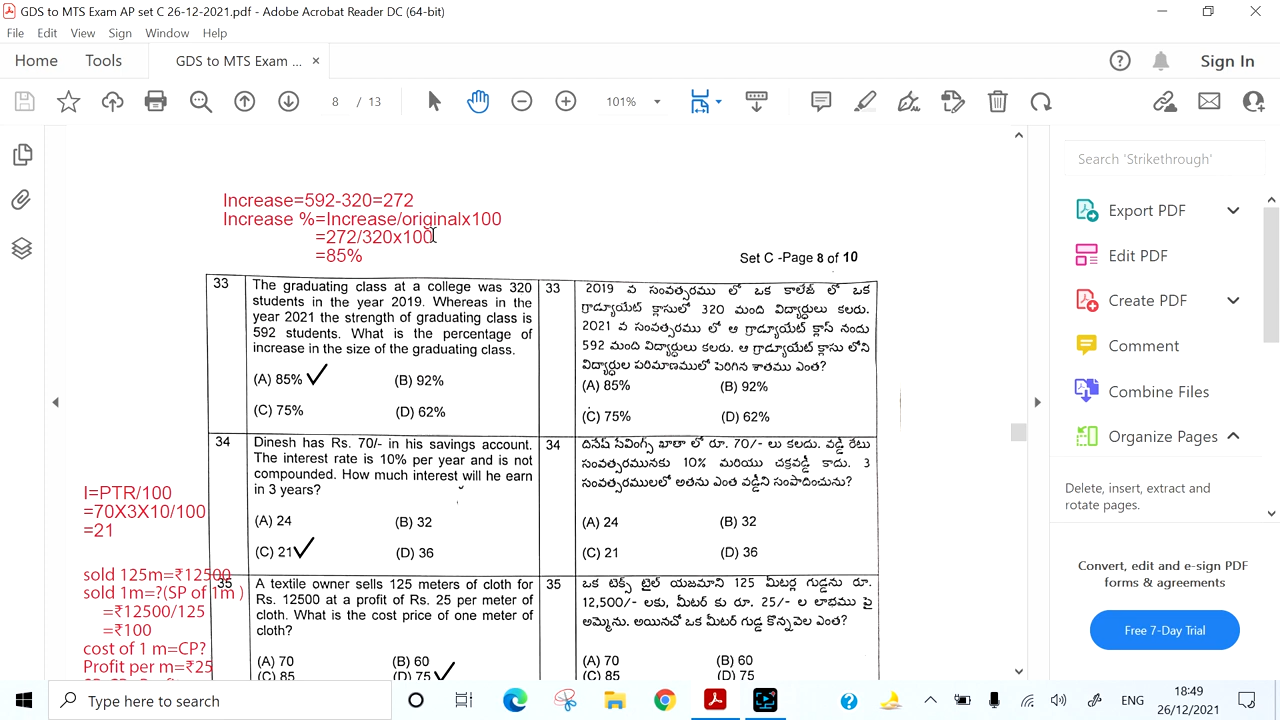 GDS to MTS Exam AP set C 26-12-2021.pdf - Adobe Acrobat Reader DC (64-bit)
File Edit View Sign Window Help
Home Tools GDS to MTS Exam ... × Sign In
8 / 13 101%
Search 'Strikethrough'
Export PDF
Edit PDF
Create PDF
Comment
Combine Files
Organize Pages
Delete, insert, extract and
rotate pages.
Convert, edit and e-sign PDF
forms & agreements
Free 7-Day Trial
Increase=592-320=272
Increase %=Increase/originalx100
=272/320x100
=85%
Set C -Page 8 of 10
33 The graduating class at a college was 320
students in the year 2019. Whereas in the
year 2021 the strength of graduating class is
592 students. What is the percentage of
increase in the size of the graduating class.
(A) 85% (B) 92%
(C) 75% (D) 62%
33 2019 వ సంవత్సరము లో ఒక కాలేజ్ లో ఒక
గ్రాడ్యూయేట్ క్లాసులో 320 మంది విద్యార్థులు కలరు.
2021 వ సంవత్సరము లో ఆ గ్రాడ్యూయేట్ క్లాస్ నందు
592 మంది విద్యార్థులు కలరు. ఆ గ్రాడ్యూయేట్ క్లాసు లోని
విద్యార్థుల పరిమాణములో పెరిగిన శాతము ఎంత?
(A) 85% (B) 92%
(C) 75% (D) 62%
34 Dinesh has Rs. 70/- in his savings account.
The interest rate is 10% per year and is not
compounded. How much interest will he earn
in 3 years?
(A) 24 (B) 32
(C) 21 (D) 36
34 దినేష్ సేవింగ్స్ ఖాతా లో రూ. 70/- లు కలదు. వడ్డీ రేటు
సంవత్సరమునకు 10% మరియు చక్రవడ్డీ కాదు. 3
సంవత్సరములలో అతను ఎంత వడ్డీని సంపాదించును?
(A) 24 (B) 32
(C) 21 (D) 36
I=PTR/100
=70X3X10/100
=21
sold 125m=₹12500
sold 1m=?(SP of 1m )
=₹12500/125
=₹100
cost of 1 m=CP?
Profit per m=₹25
35 A textile owner sells 125 meters of cloth for
Rs. 12500 at a profit of Rs. 25 per meter of
cloth. What is the cost price of one meter of
cloth?
(A) 70 (B) 60
(C) 85 (D) 75
35 ఒక టెక్స్ టైల్ యజమాని 125 మీటర్ల గుడ్డను రూ.
12,500/- లకు, మీటర్ కు రూ. 25/- ల లాభము పై
అమ్మెను. అయినచో ఒక మీటర్ గుడ్డ కొన్నవెల ఎంత?
(A) 70 (B) 60
(C) 85 (D) 75
Type here to search
ENG
18:49
26/12/2021